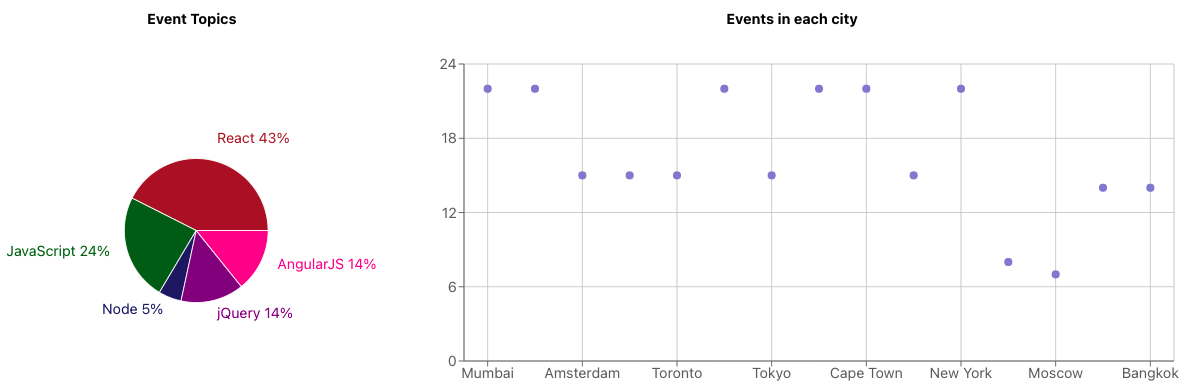 Event Topics
React 43%
JavaScript 24%
AngularJS 14%
Node 5%
jQuery 14%
Events in each city
24
18
12
6
0
Mumbai Amsterdam Toronto Tokyo Cape Town New York Moscow Bangkok